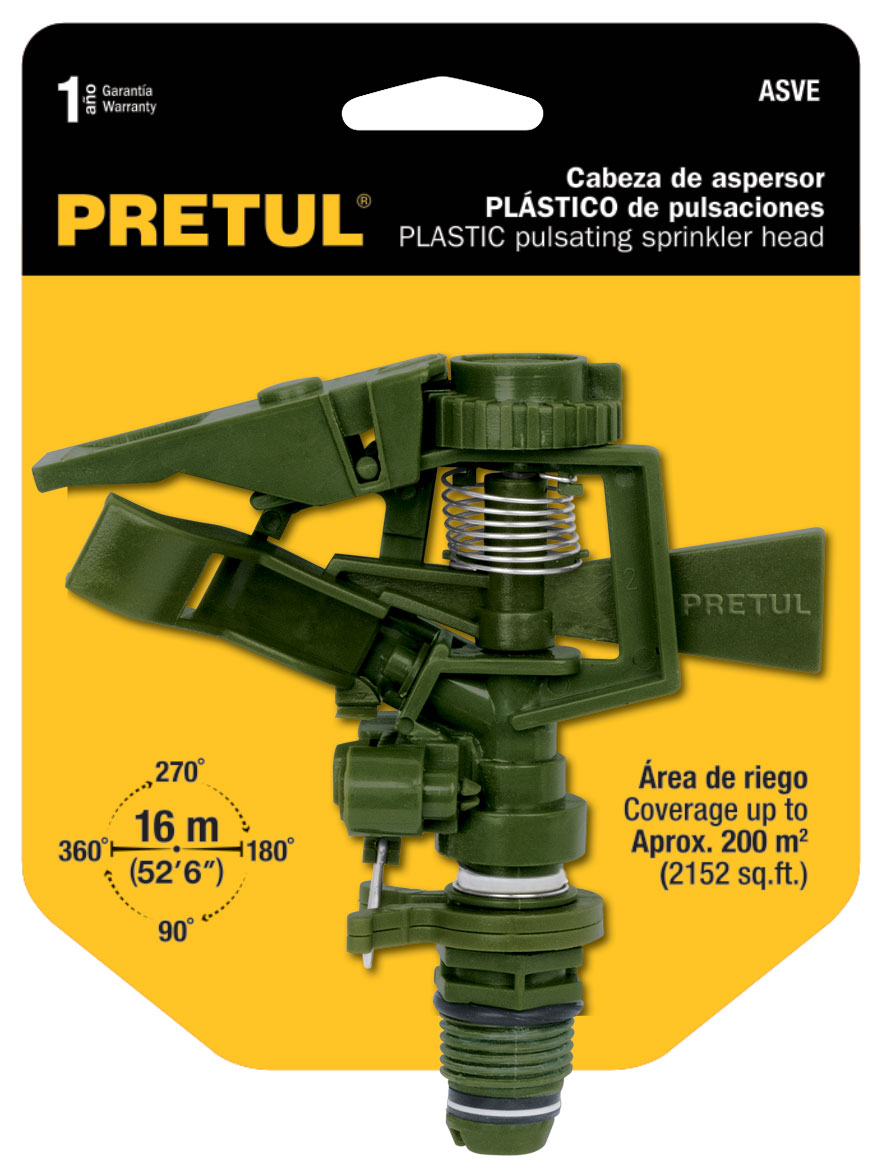 1 año Garantía
Warranty
ASVE
PRETUL®
Cabeza de aspersor
PLÁSTICO de pulsaciones
PLASTIC pulsating sprinkler head
2
PRETUL
270°
16 m
360° 180°
(52’6”)
90°
Área de riego
Coverage up to
Aprox. 200 m²
(2152 sq.ft.)